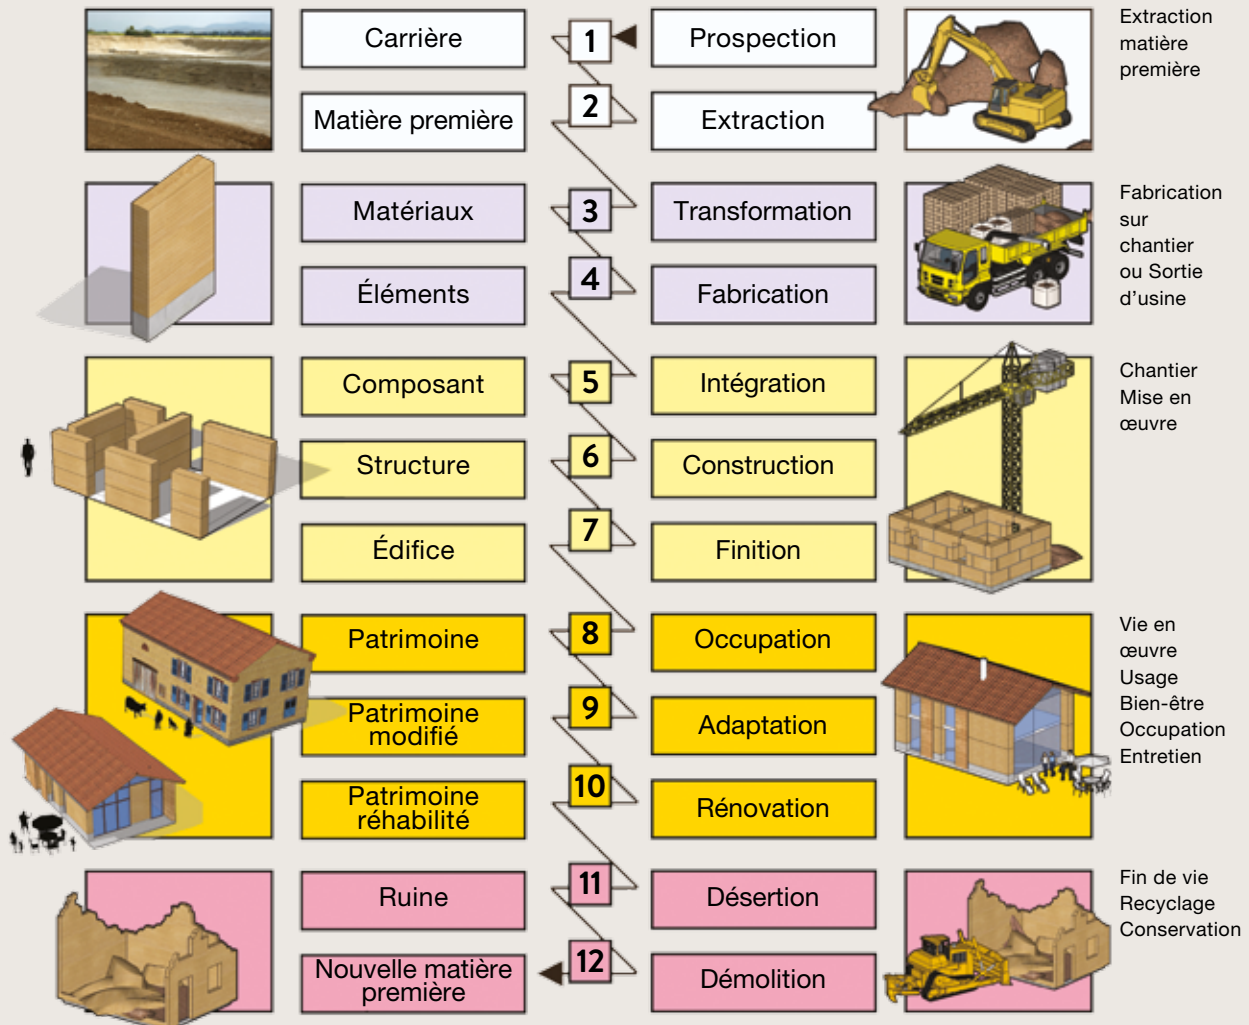 Carrière
1
Prospection
Extraction
matière
première
Matière première
2
Extraction
Matériaux
3
Transformation
Fabrication
sur
chantier
ou Sortie
d’usine
Éléments
4
Fabrication
Composant
5
Intégration
Chantier
Mise en
œuvre
Structure
6
Construction
Édifice
7
Finition
Patrimoine
8
Occupation
Vie en
œuvre
Usage
Bien-être
Occupation
Entretien
Patrimoine
modifié
9
Adaptation
Patrimoine
réhabilité
10
Rénovation
Ruine
11
Désertion
Fin de vie
Recyclage
Conservation
Nouvelle matière
première
12
Démolition